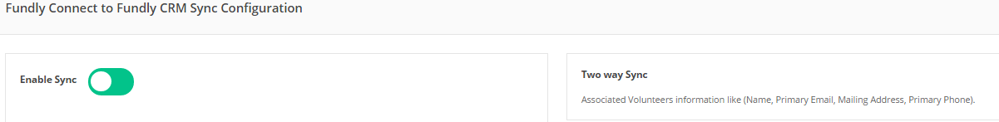 Fundly Connect to Fundly CRM Sync Configuration
Enable Sync
Two way Sync
Associated Volunteers information like (Name, Primary Email, Mailing Address, Primary Phone).